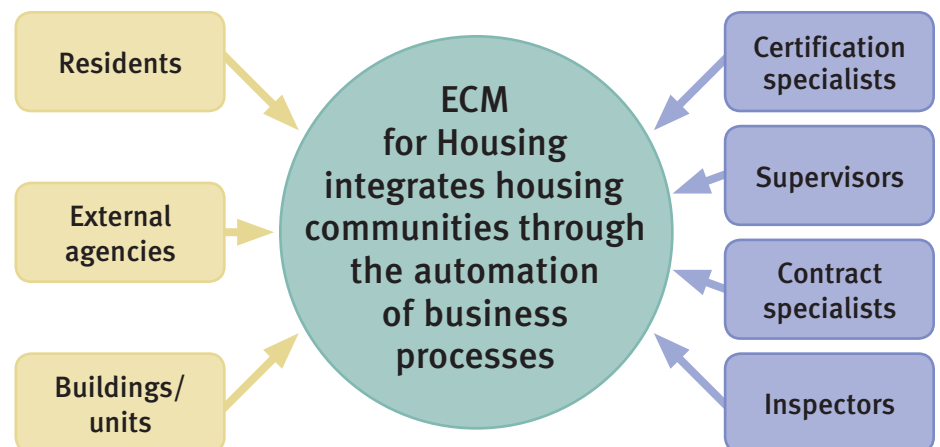 Residents
External
agencies
Buildings/
units
ECM
for Housing
integrates housing
communities through
the automation
of business
processes
Certification
specialists
Supervisors
Contract
specialists
Inspectors